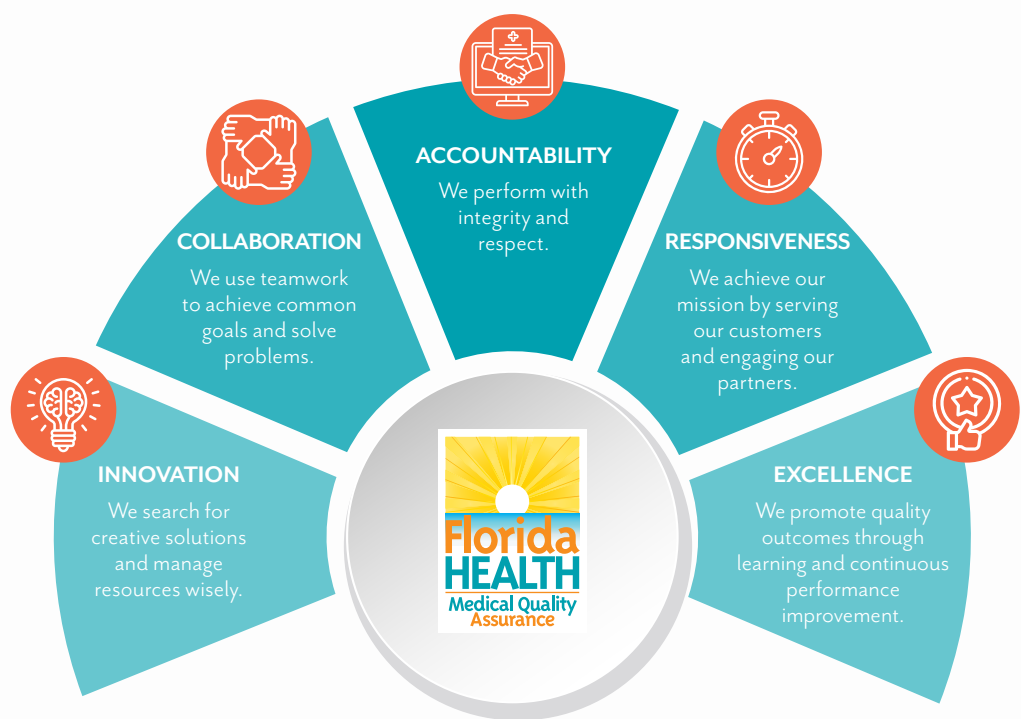 INNOVATION
We search for
creative solutions
and manage
resources wisely.
COLLABORATION
We use teamwork
to achieve common
goals and solve
problems.
ACCOUNTABILITY
We perform with
integrity and
respect.
RESPONSIVENESS
We achieve our
mission by serving
our customers
and engaging our
partners.
EXCELLENCE
We promote quality
outcomes through
learning and continuous
performance
improvement.
Florida
HEALTH
Medical Quality
Assurance